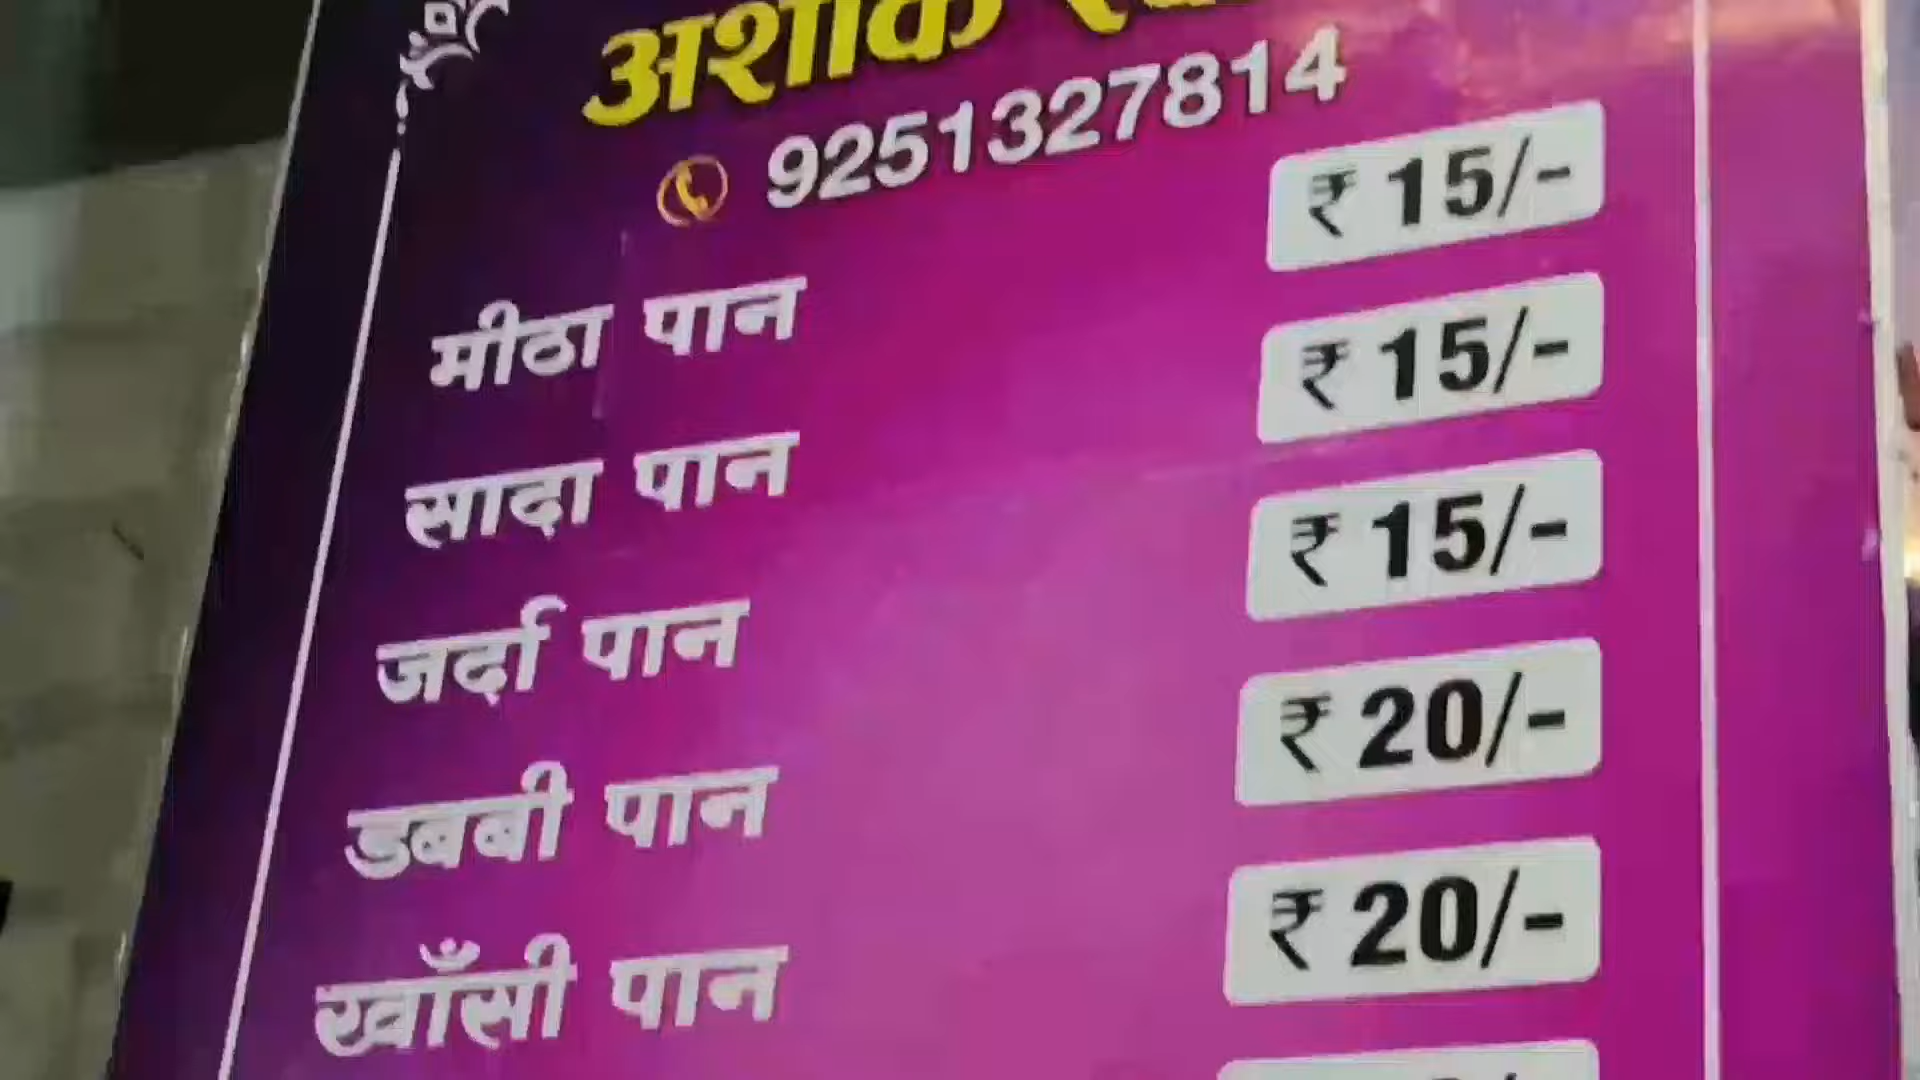 अशोक
9251327814
मीठा पान ₹ 15/-
सादा पान ₹ 15/-
जर्दा पान ₹ 15/-
डबबी पान ₹ 20/-
खाँसी पान ₹ 20/-